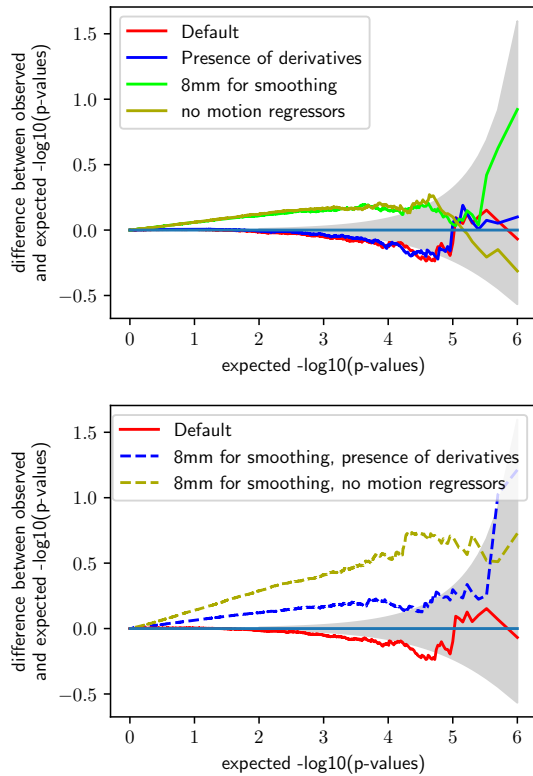 difference between observed
and expected -log10(p-values)
1.5
1.0
0.5
0.0
−0.5
Default
Presence of derivatives
8mm for smoothing
no motion regressors
0 1 2 3 4 5 6
expected -log10(p-values)
difference between observed
and expected -log10(p-values)
1.5
1.0
0.5
0.0
−0.5
Default
8mm for smoothing, presence of derivatives
8mm for smoothing, no motion regressors
0 1 2 3 4 5 6
expected -log10(p-values)